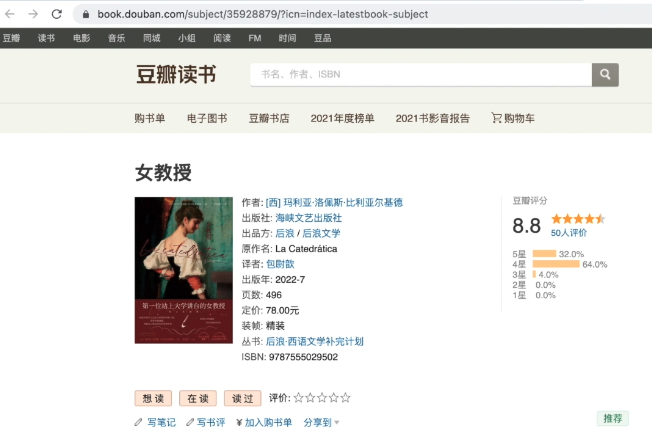 book.douban.com/subject/35928879/?icn=index-latestbook-subject
豆瓣 读书 电影 音乐 同城 小组 阅读 FM 时间 豆品
豆瓣读书
书名、作者、ISBN
购书单 电子图书 豆瓣书店 2021年度榜单 2021书影音报告 购物车
女教授
作者: [西] 玛利亚·洛佩斯·比利亚尔基德
出版社: 海峡文艺出版社
出品方: 后浪 / 后浪文学
原作名: La Catedrática
译者: 包尉歆
出版年: 2022-7
页数: 496
定价: 78.00元
装帧: 精装
丛书: 后浪·西语文学补完计划
ISBN: 9787555029502
第一位站上大学讲台的女教授
豆瓣评分
8.8
50人评价
5星 32.0%
4星 64.0%
3星 4.0%
2星 0.0%
1星 0.0%
想读 在读 读过 评价: ☆☆☆☆☆
写笔记 写书评 ¥ 加入购书单 分享到
推荐